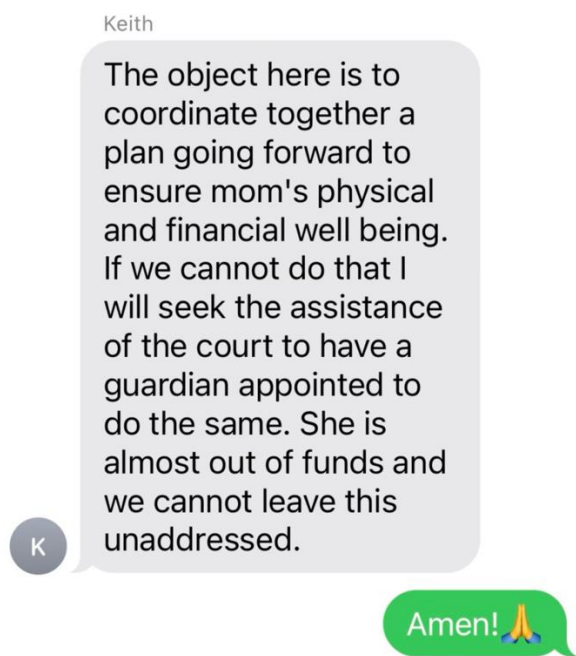 Keith
The object here is to
coordinate together a
plan going forward to
ensure mom's physical
and financial well being.
If we cannot do that I
will seek the assistance
of the court to have a
guardian appointed to
do the same. She is
almost out of funds and
we cannot leave this
unaddressed.
K
Amen!🙏